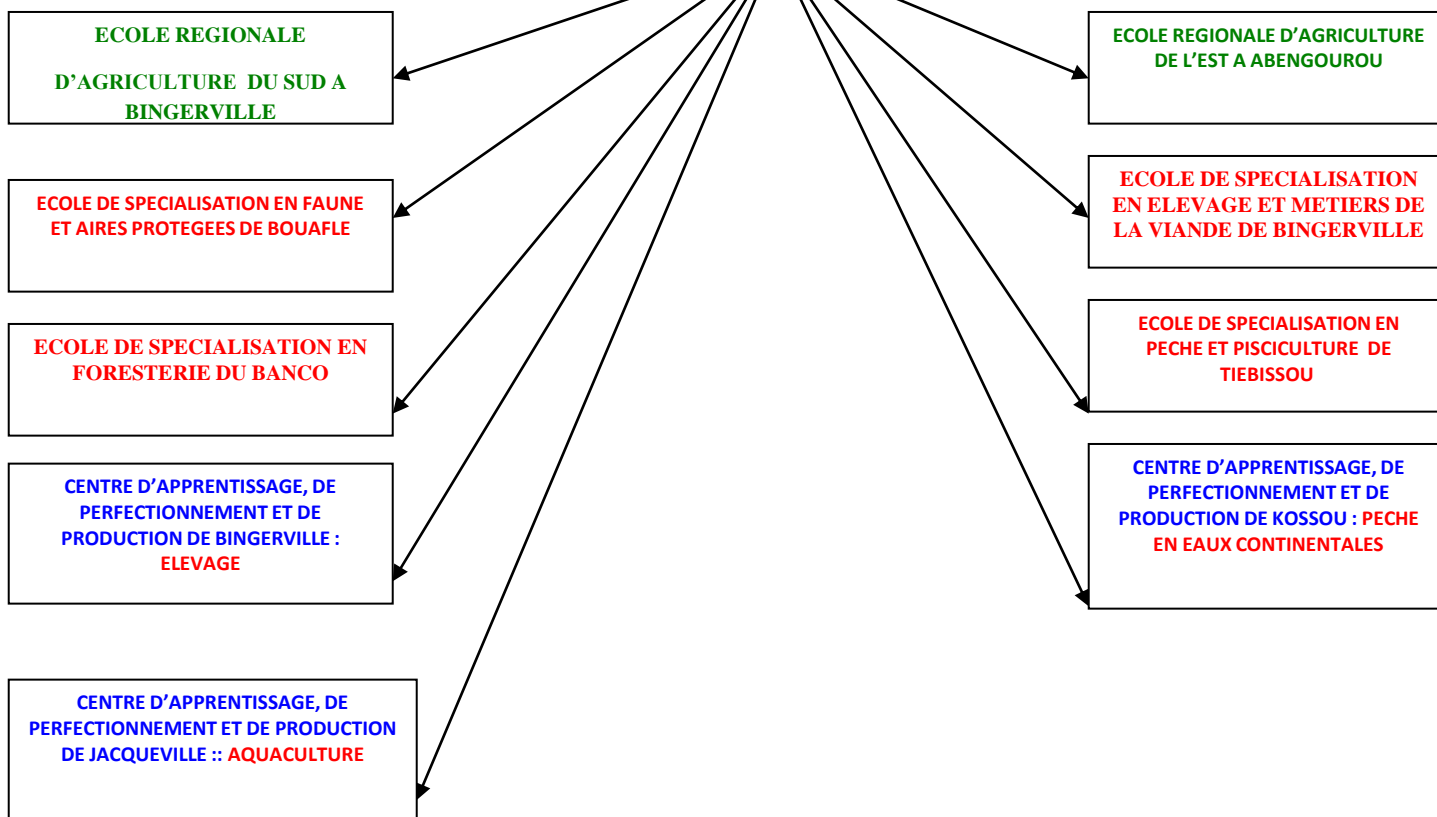 ECOLE REGIONALE
D’AGRICULTURE DU SUD A
BINGERVILLE
ECOLE REGIONALE D’AGRICULTURE
DE L’EST A ABENGOUROU
ECOLE DE SPECIALISATION EN FAUNE
ET AIRES PROTEGEES DE BOUAFLE
ECOLE DE SPECIALISATION
EN ELEVAGE ET METIERS DE
LA VIANDE DE BINGERVILLE
ECOLE DE SPECIALISATION EN
FORESTERIE DU BANCO
ECOLE DE SPECIALISATION EN
PECHE ET PISCICULTURE DE
TIEBISSOU
CENTRE D’APPRENTISSAGE, DE
PERFECTIONNEMENT ET DE
PRODUCTION DE BINGERVILLE :
ELEVAGE
CENTRE D’APPRENTISSAGE, DE
PERFECTIONNEMENT ET DE
PRODUCTION DE KOSSOU : PECHE
EN EAUX CONTINENTALES
CENTRE D’APPRENTISSAGE, DE
PERFECTIONNEMENT ET DE PRODUCTION
DE JACQUEVILLE :: AQUACULTURE